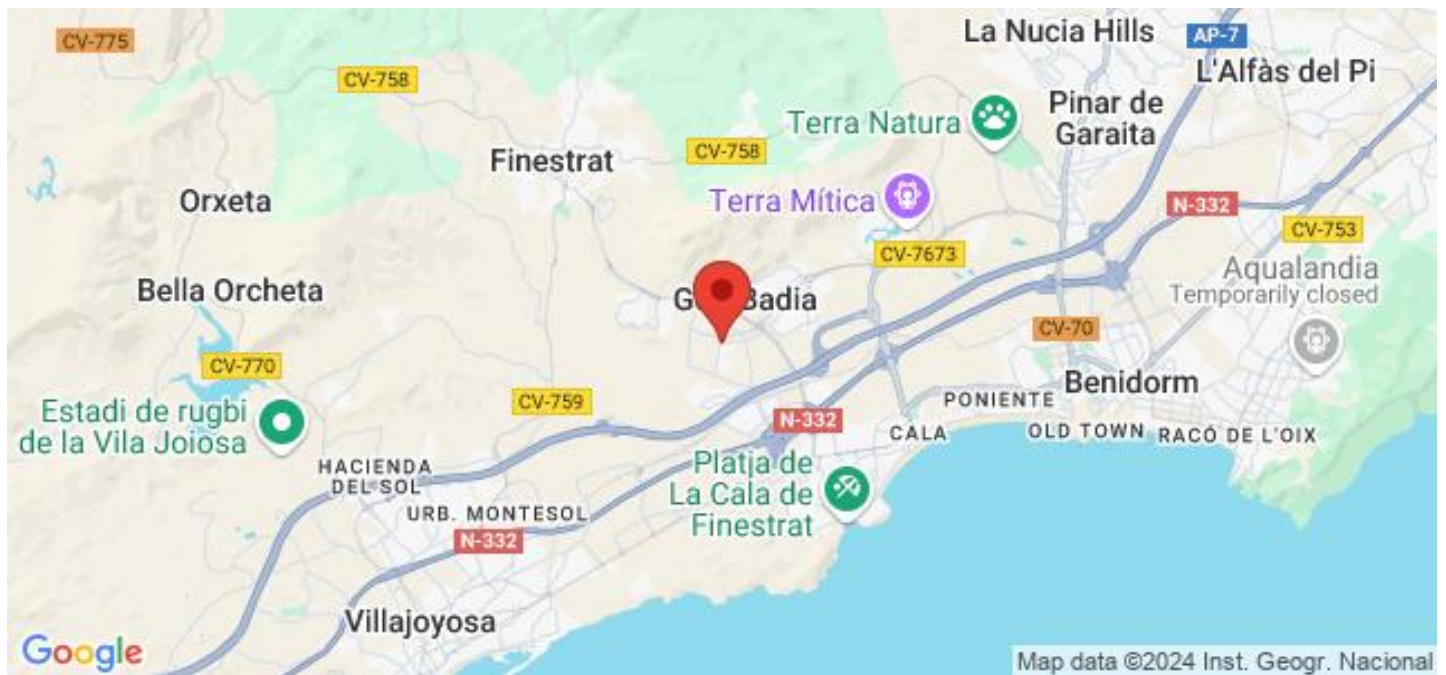 CV-775
La Nucia Hills
AP-7
CV-758
L'Alfàs del Pi
Terra Natura
Pinar de
Garaita
Finestrat
CV-758
Orxeta
Terra Mítica
N-332
CV-753
CV-7673
Aqualandia
Temporarily closed
Bella Orcheta
Badia
CV-70
CV-770
Benidorm
CV-759
PONIENTE
Estadi de rugbi
de la Vila Joiosa
N-332
CALA
OLD TOWN
RACÓ DE L'OIX
HACIENDA
DEL SOL
Platja de
La Cala de
Finestrat
URB. MONTESOL
N-332
Villajoyosa
Google
Map data ©2024 Inst. Geogr. Nacional